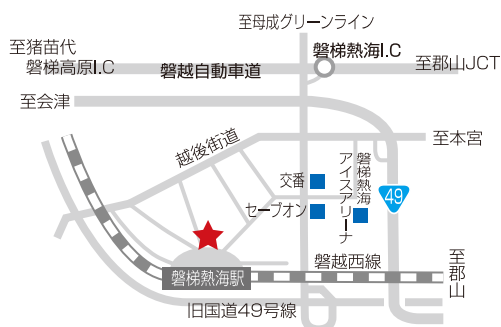 至母成グリーンライン
至猪苗代
磐梯高原I.C
磐越自動車道
磐梯熱海I.C
至郡山JCT
至会津
越後街道
至本宮
交番
磐梯熱海
アイスアリーナ
セーブオン
49
磐越西線
至郡山
磐梯熱海駅
旧国道49号線